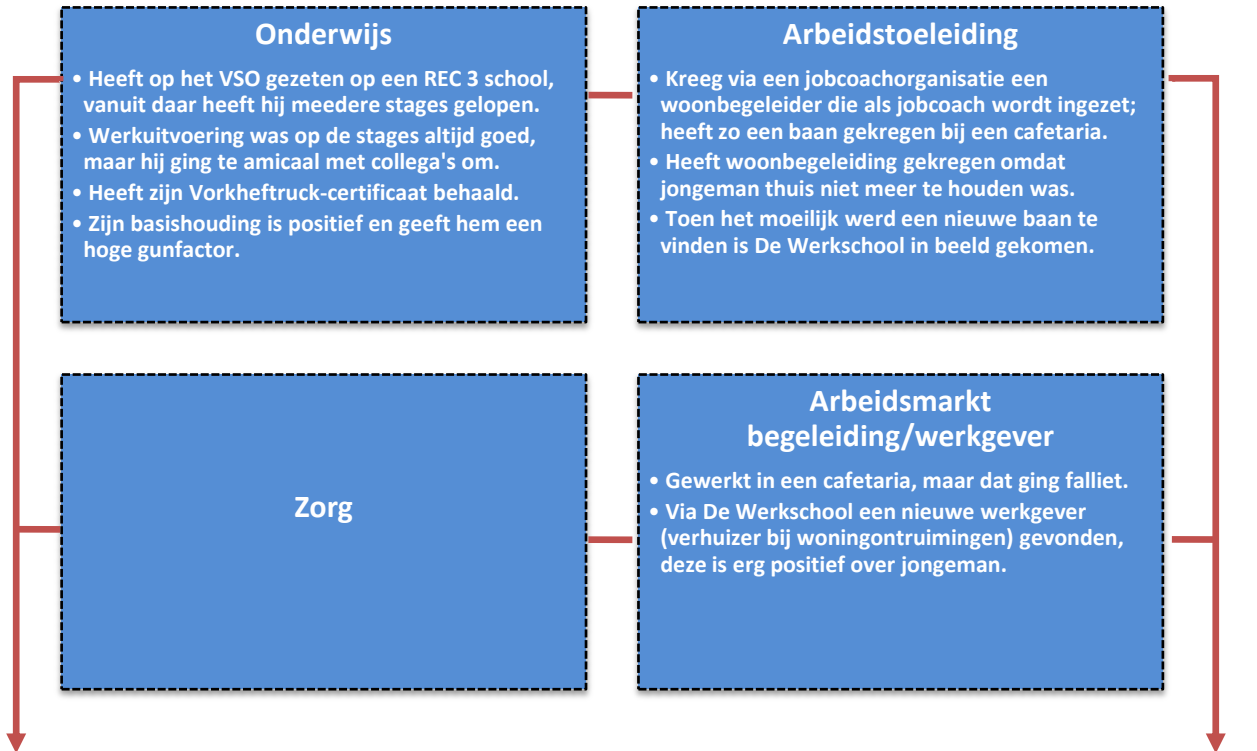 Onderwijs
• Heeft op het VSO gezeten op een REC 3 school,
vanuit daar heeft hij meedere stages gelopen.
• Werkuitvoering was op de stages altijd goed,
maar hij ging te amicaal met collega's om.
• Heeft zijn Vorkheftruck-certificaat behaald.
• Zijn basishouding is positief en geeft hem een
hoge gunfactor.
Arbeidstoeleiding
• Kreeg via een jobcoachorganisatie een
woonbegeleider die als jobcoach wordt ingezet;
heeft zo een baan gekregen bij een cafetaria.
• Heeft woonbegeleiding gekregen omdat
jongeman thuis niet meer te houden was.
• Toen het moeilijk werd een nieuwe baan te
vinden is De Werkschool in beeld gekomen.
Zorg
Arbeidsmarkt
begeleiding/werkgever
• Gewerkt in een cafetaria, maar dat ging falliet.
• Via De Werkschool een nieuwe werkgever
(verhuizer bij woningontruimingen) gevonden,
deze is erg positief over jongeman.